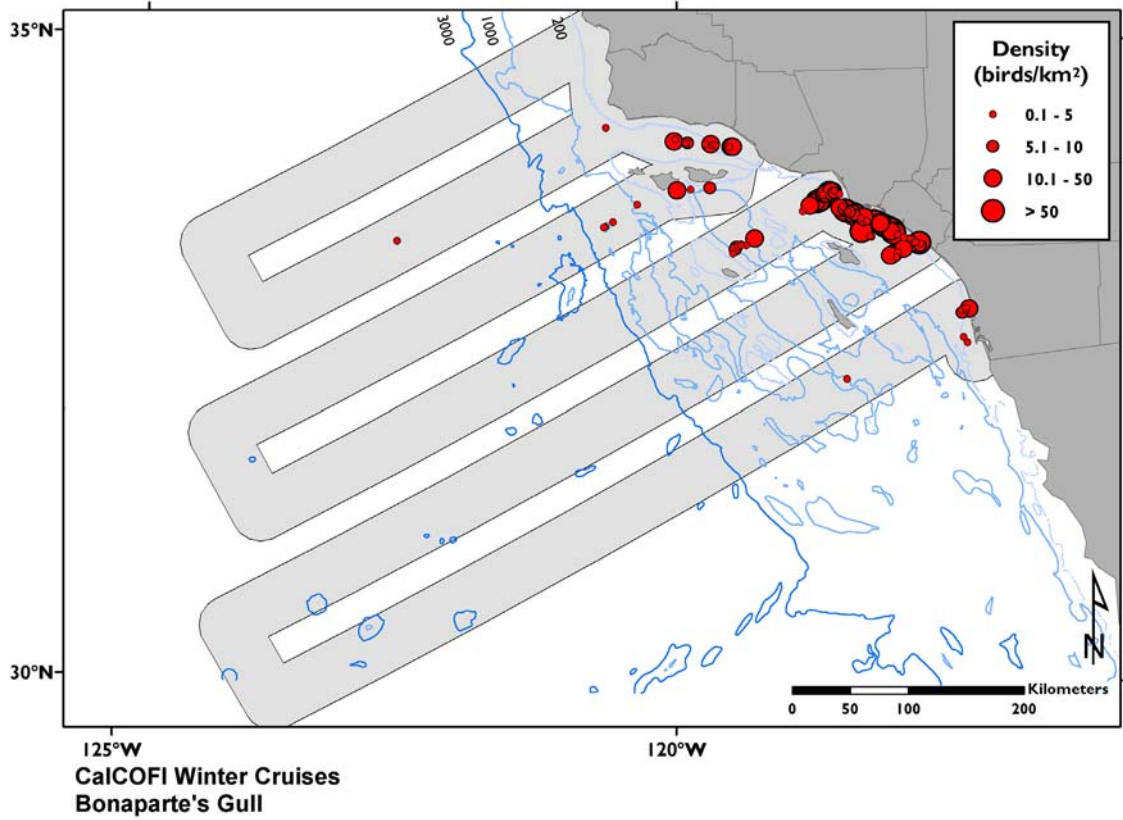 35°N
3000
1000
200
Density
(birds/km²)
0.1 - 5
5.1 - 10
10.1 - 50
> 50
30°N
N
Kilometers
0 50 100 200
125°W
120°W
CalCOFI Winter Cruises
Bonaparte's Gull